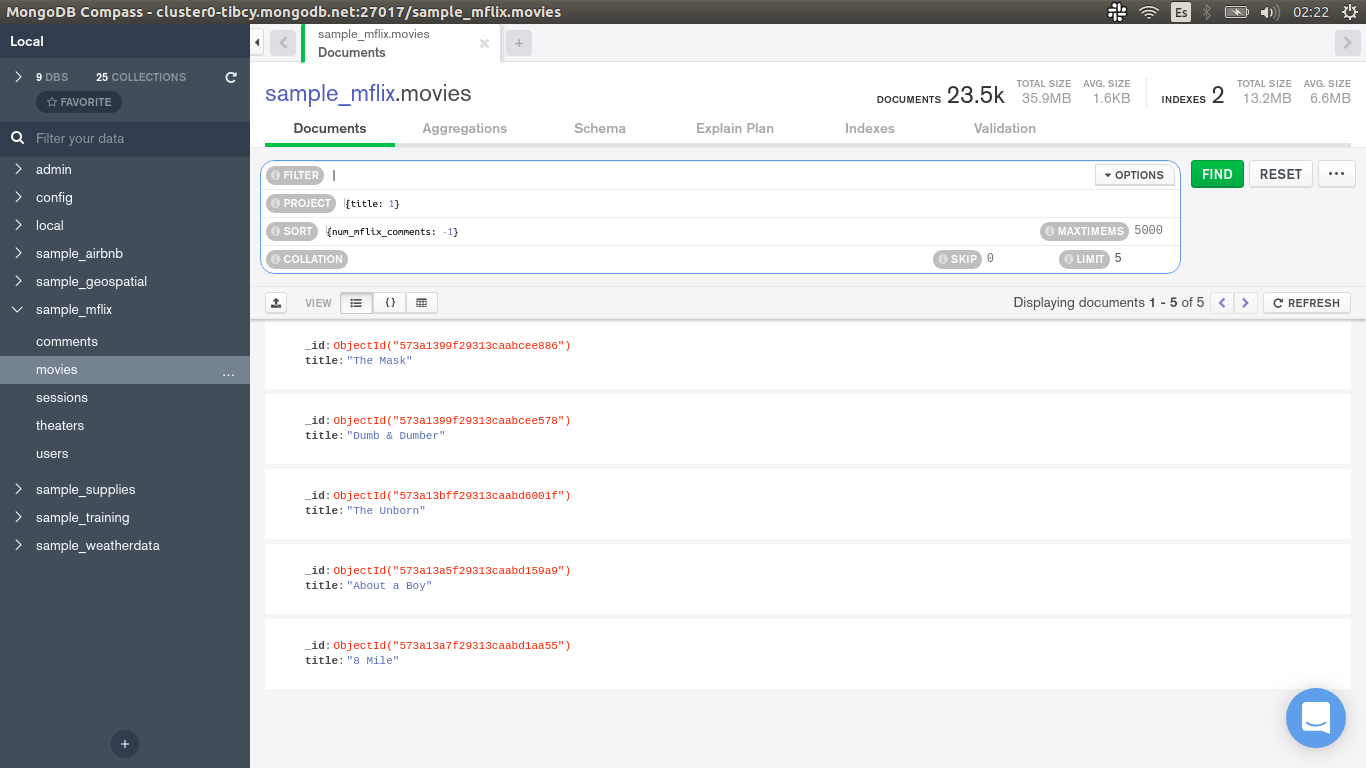 MongoDB Compass - cluster0-tibcy.mongodb.net:27017/sample_mflix.movies Es 02:22
Local
9 DBS 25 COLLECTIONS
FAVORITE
Filter your data
admin
config
local
sample_airbnb
sample_geospatial
sample_mflix
comments
movies ...
sessions
theaters
users
sample_supplies
sample_training
sample_weatherdata
+
sample_mflix.movies
Documents
+
sample_mflix.movies
DOCUMENTS 23.5k TOTAL SIZE 35.9MB AVG. SIZE 1.6KB INDEXES 2 TOTAL SIZE 13.2MB AVG. SIZE 6.6MB
Documents Aggregations Schema Explain Plan Indexes Validation
FILTER OPTIONS FIND RESET ...
PROJECT {title: 1}
SORT {num_mflix_comments: -1} MAXTIMEMS 5000
COLLATION SKIP 0 LIMIT 5
VIEW {} Displaying documents 1 - 5 of 5 REFRESH
_id: ObjectId("573a1399f29313caabcee886")
title: "The Mask"
_id: ObjectId("573a1399f29313caabcee578")
title: "Dumb & Dumber"
_id: ObjectId("573a13bff29313caabd6001f")
title: "The Unborn"
_id: ObjectId("573a13a5f29313caabd159a9")
title: "About a Boy"
_id: ObjectId("573a13a7f29313caabd1aa55")
title: "8 Mile"